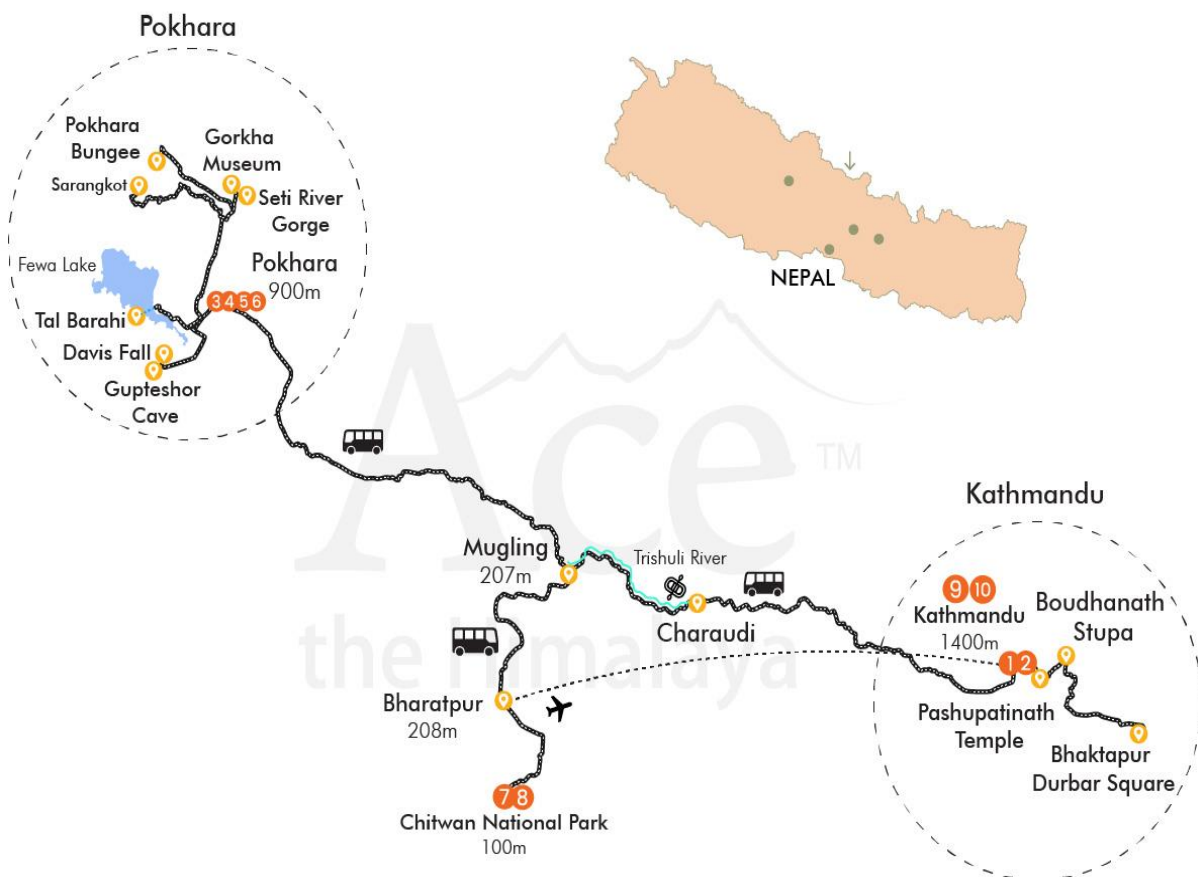 Pokhara
Pokhara
Bungee
Gorkha
Museum
Sarangkot
Seti River
Gorge
Fewa Lake
Pokhara
900m
3 4 5 6
Tal Barahi
Davis Fall
Gupteshor
Cave
NEPAL
Ace
TM
the Himalaya
Mugling
207m
Trishuli River
Charaudi
Bharatpur
208m
7 8
Chitwan National Park
100m
Kathmandu
9 10
Kathmandu
1400m
1 2
Boudhanath
Stupa
Pashupatinath
Temple
Bhaktapur
Durbar Square